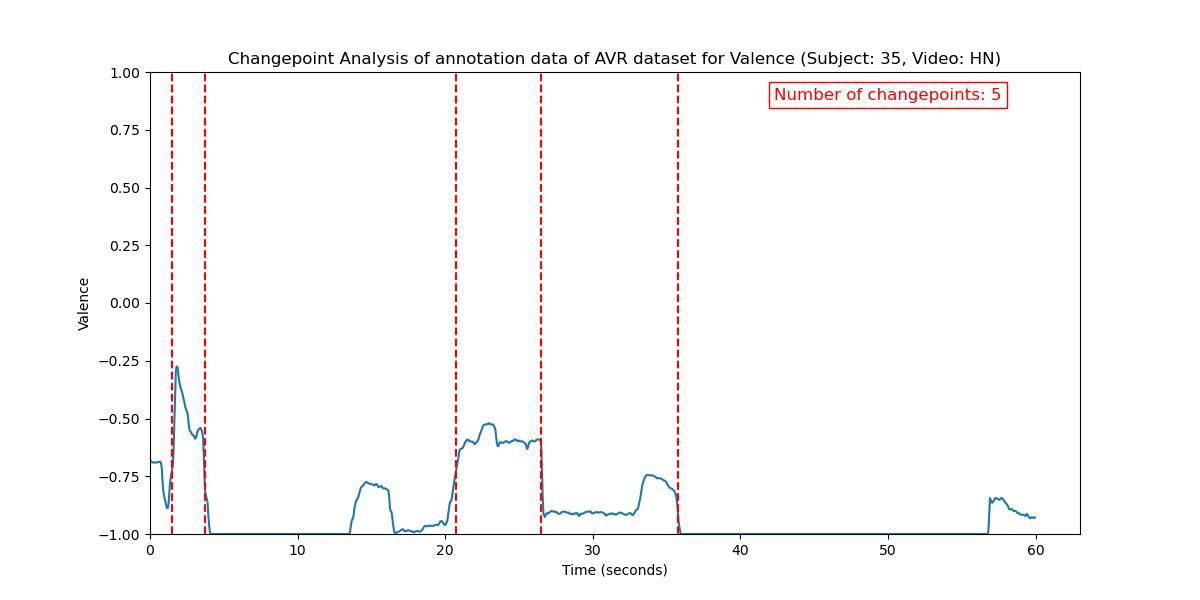 Changepoint Analysis of annotation data of AVR dataset for Valence (Subject: 35, Video: HN)
Number of changepoints: 5
Valence
1.00
0.75
0.50
0.25
0.00
−0.25
−0.50
−0.75
−1.00
0 10 20 30 40 50 60
Time (seconds)